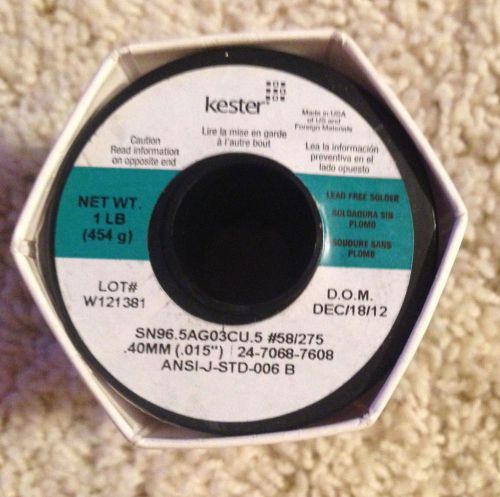 kester
Made in USA
of US and
Foreign Materials
Caution
Read information
on opposite end
Lire la mise en garde
à l'autre bout
Lea la información
preventiva en el
lado opuesto
NET WT.
1 LB
(454 g)
LEAD FREE SOLDER
SOLDADURA SIN
PLOMO
SOUDURE SANS
PLOMB
LOT#
W121381
D.O.M.
DEC/18/12
SN96.5AG03CU.5 #58/275
.40MM (.015") 24-7068-7608
ANSI-J-STD-006 B